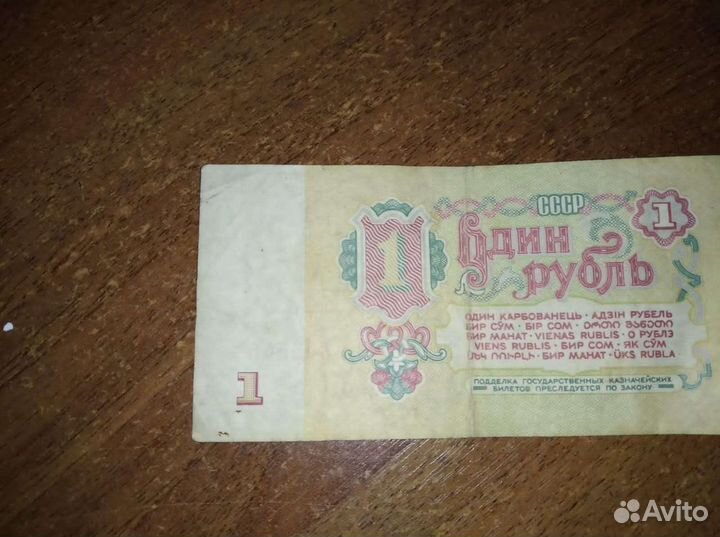 СССР
1
1
Один
рубль
ОДИН КАРБОВАНЕЦЬ · АДЗІН РУБЕЛЬ
БИР СЎМ · БІР СОМ · ᲔᲠᲗᲘ ᲛᲐᲜᲔᲗᲘ
БИР МАНАТ · VIENAS RUBLIS · О РУБЛЭ
VIENS RUBLIS · БИР СОМ · ЯК СЎМ
ՄԵԿ ՌՈՒԲԼԻ · БИР МАНАТ · ÜKS RUBLA
ПОДДЕЛКА ГОСУДАРСТВЕННЫХ КАЗНАЧЕЙСКИХ
БИЛЕТОВ ПРЕСЛЕДУЕТСЯ ПО ЗАКОНУ
1
Avito